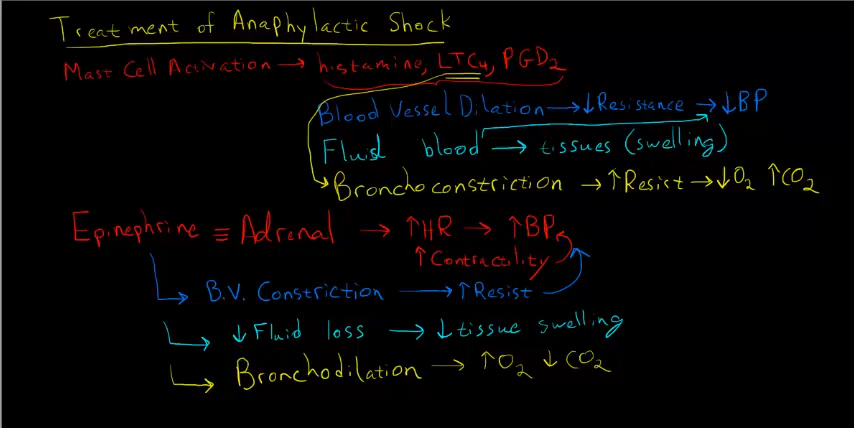 Treatment of Anaphylactic Shock
Mast Cell Activation → histamine, LTC4, PGD2
Blood Vessel Dilation → ↓Resistance → ↓BP
Fluid blood → tissues (swelling)
Bronchoconstriction → ↑Resist → ↓O2 ↑CO2
Epinephrine ≡ Adrenal → ↑HR → ↑BP
↑Contractility
B.V. Constriction → ↑Resist
↓Fluid loss → ↓tissue swelling
Bronchodilation → ↑O2 ↓CO2